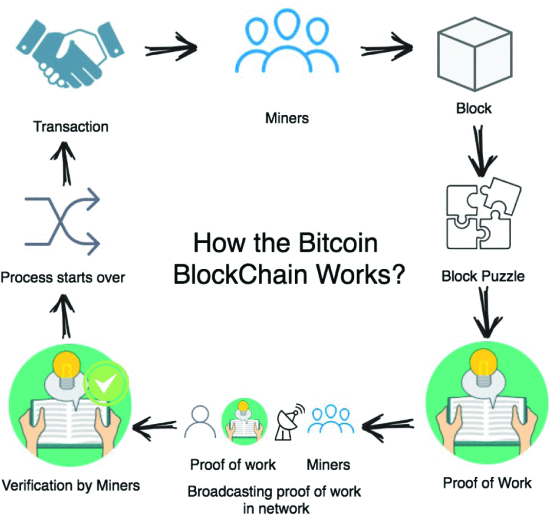 Transaction
Miners
Block
How the Bitcoin
BlockChain Works?
Process starts over
Block Puzzle
Verification by Miners
Proof of work
Miners
Broadcasting proof of work
in network
Proof of Work